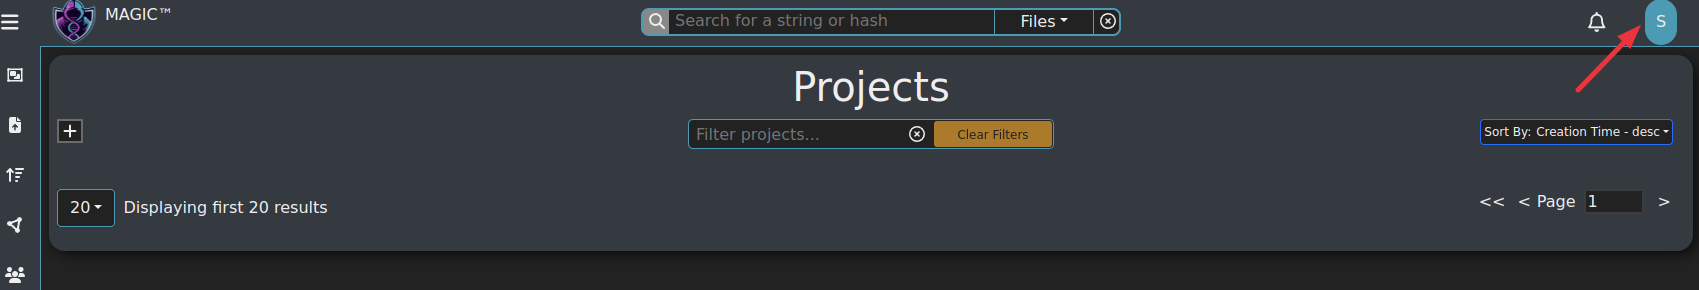 MAGIC™
Search for a string or hash
Files
S
Projects
+
Filter projects...
Clear Filters
Sort By: Creation Time - desc
20
Displaying first 20 results
<< < Page 1 >